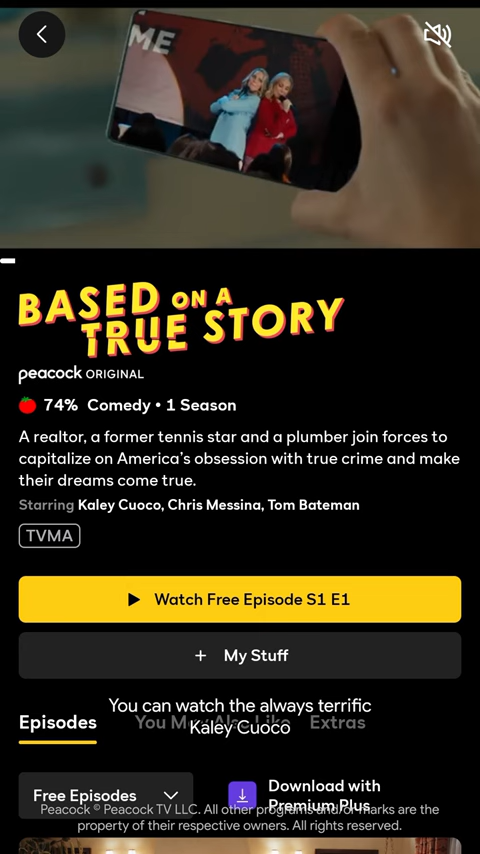 ME
BASED ON A
TRUE STORY
peacock ORIGINAL
74% Comedy • 1 Season
A realtor, a former tennis star and a plumber join forces to
capitalize on America's obsession with true crime and make
their dreams come true.
Starring Kaley Cuoco, Chris Messina, Tom Bateman
TVMA
Watch Free Episode S1 E1
+ My Stuff
You can watch the always terrific
Kaley Cuoco
Episodes
You May Also Like
Extras
Free Episodes
Download with
Premium Plus
Peacock © Peacock TV LLC. All other programs and/or marks are the
property of their respective owners. All rights reserved.